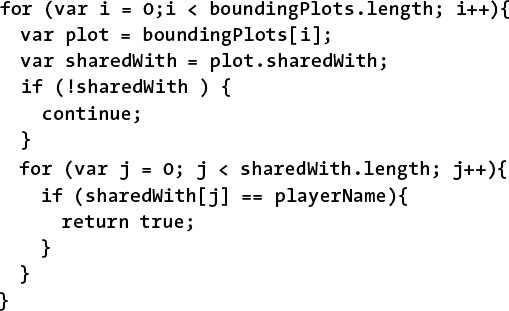 for (var i = 0;i < boundingPlots.length; i++){
  var plot = boundingPlots[i];
  var sharedWith = plot.sharedWith;
  if (!sharedWith ) {
    continue;
  }
  for (var j = 0; j < sharedWith.length; j++){
    if (sharedWith[j] == playerName){
      return true;
    }
  }
}